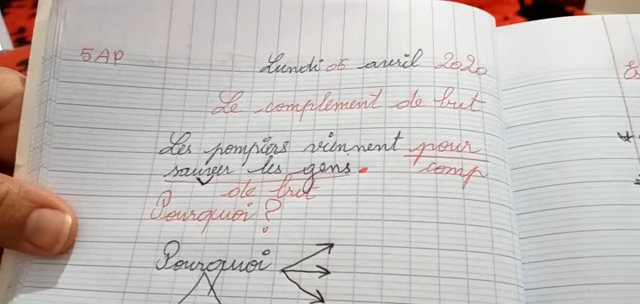 5AP
Lundi 06 avril 2020
Le complément de but
Les pompiers viennent pour
sauver les gens.
comp
de but
Pourquoi ?
Pourquoi